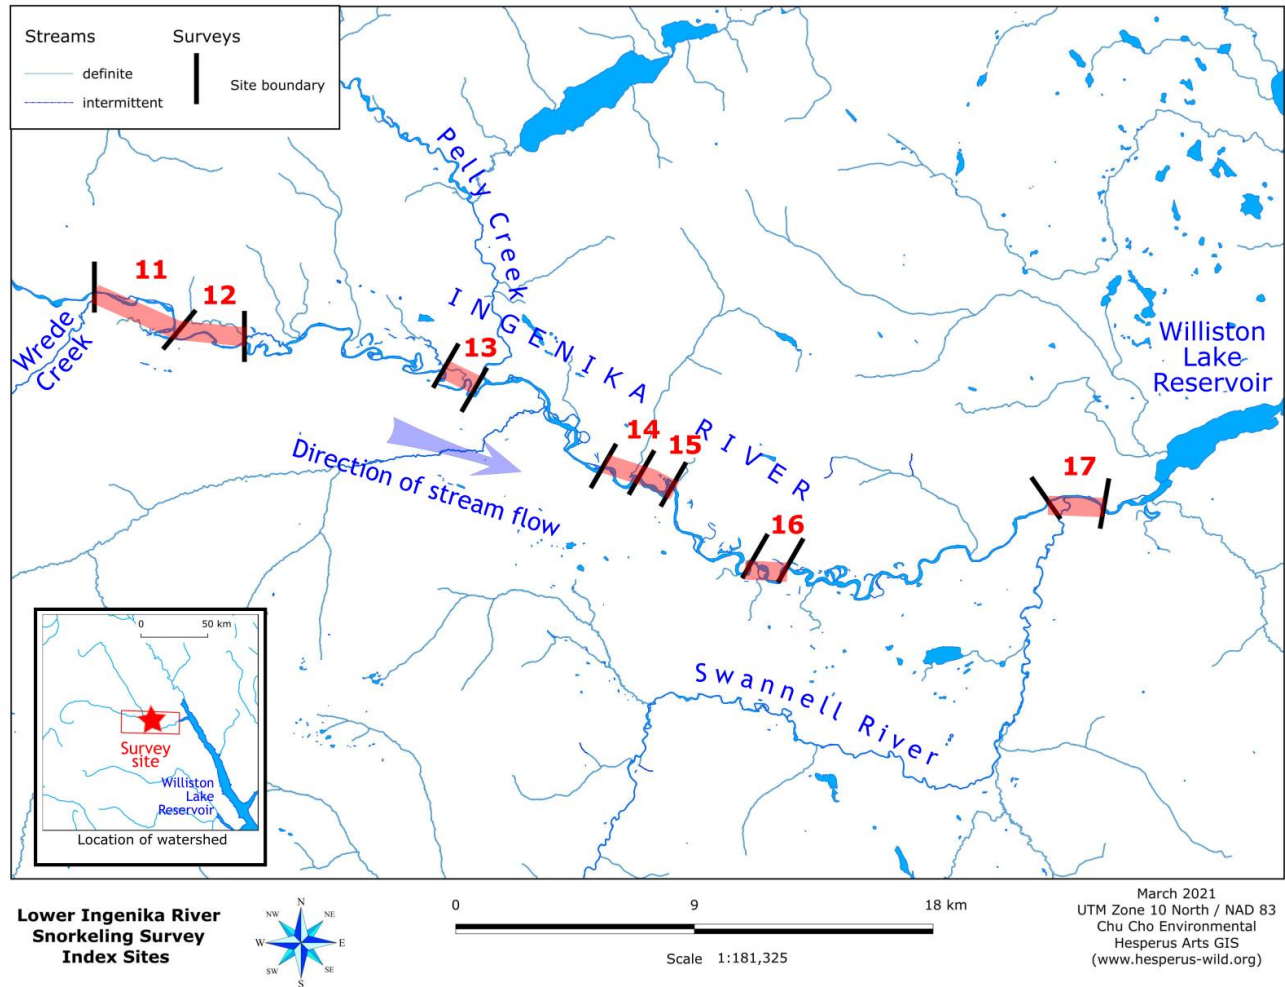 Streams
Surveys
definite
intermittent
Site boundary
Pelly Creek
11
12
Wrede
Creek
13
INGENIKA RIVER
Williston
Lake
Reservoir
14
15
Direction of stream flow
17
16
Swannell River
0 50 km
Survey
site
Williston
Lake
Reservoir
Location of watershed
Lower Ingenika River
Snorkeling Survey
Index Sites
N
NW NE
W E
SW SE
S
0 9 18 km
Scale 1:181,325
March 2021
UTM Zone 10 North / NAD 83
Chu Cho Environmental
Hesperus Arts GIS
(www.hesperus-wild.org)